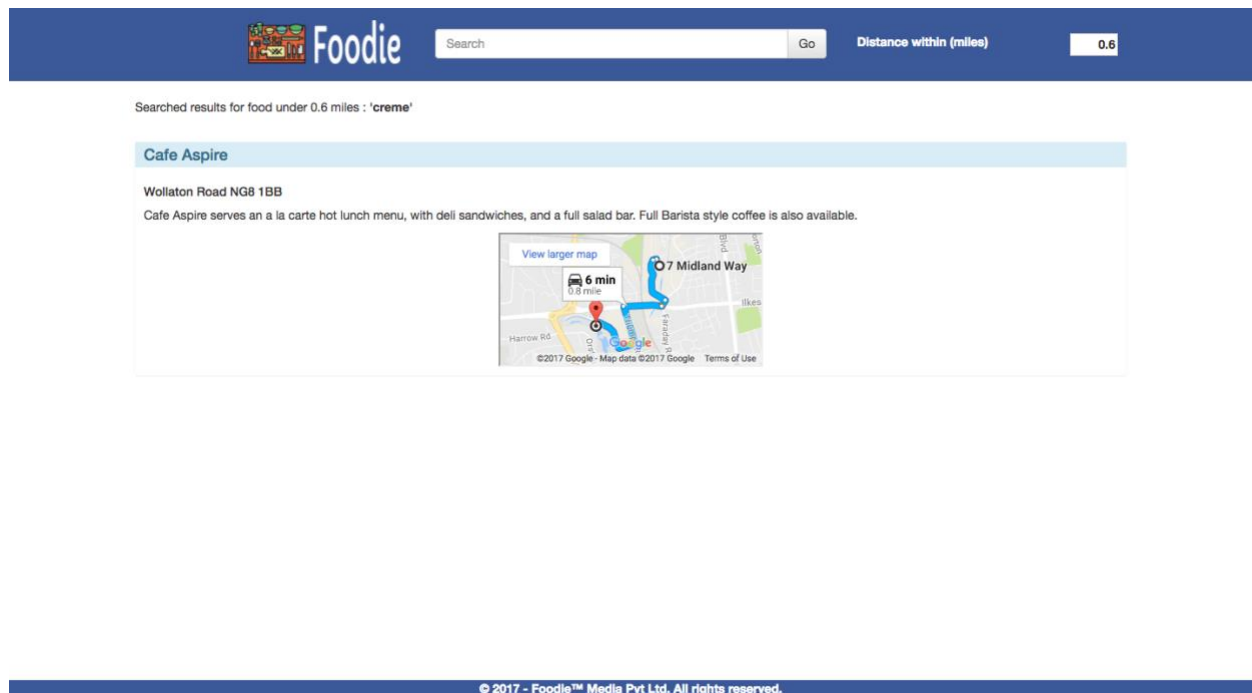 Foodie
Search
Go
Distance within (miles)
0.6
Searched results for food under 0.6 miles : 'creme'
Cafe Aspire
Wollaton Road NG8 1BB
Cafe Aspire serves an a la carte hot lunch menu, with deli sandwiches, and a full salad bar. Full Barista style coffee is also available.
View larger map
7 Midland Way
6 min
0.8 mile
Ilkes
Harrow Rd
Faraday R
Google
©2017 Google - Map data ©2017 Google Terms of Use
© 2017 - Foodie™ Media Pvt Ltd. All rights reserved.